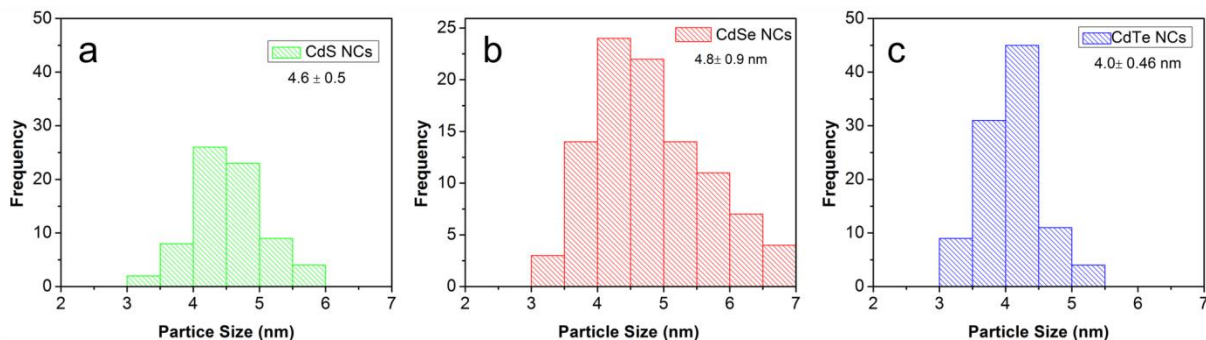 a
CdS NCs
4.6 ± 0.5
50
40
30
20
10
0
Frequency
2 3 4 5 6 7
Partice Size (nm)
b
CdSe NCs
4.8± 0.9 nm
25
20
15
10
5
0
Frequency
2 3 4 5 6 7
Particle Size (nm)
c
CdTe NCs
4.0± 0.46 nm
50
40
30
20
10
0
Frequency
2 3 4 5 6 7
Particle Size (nm)